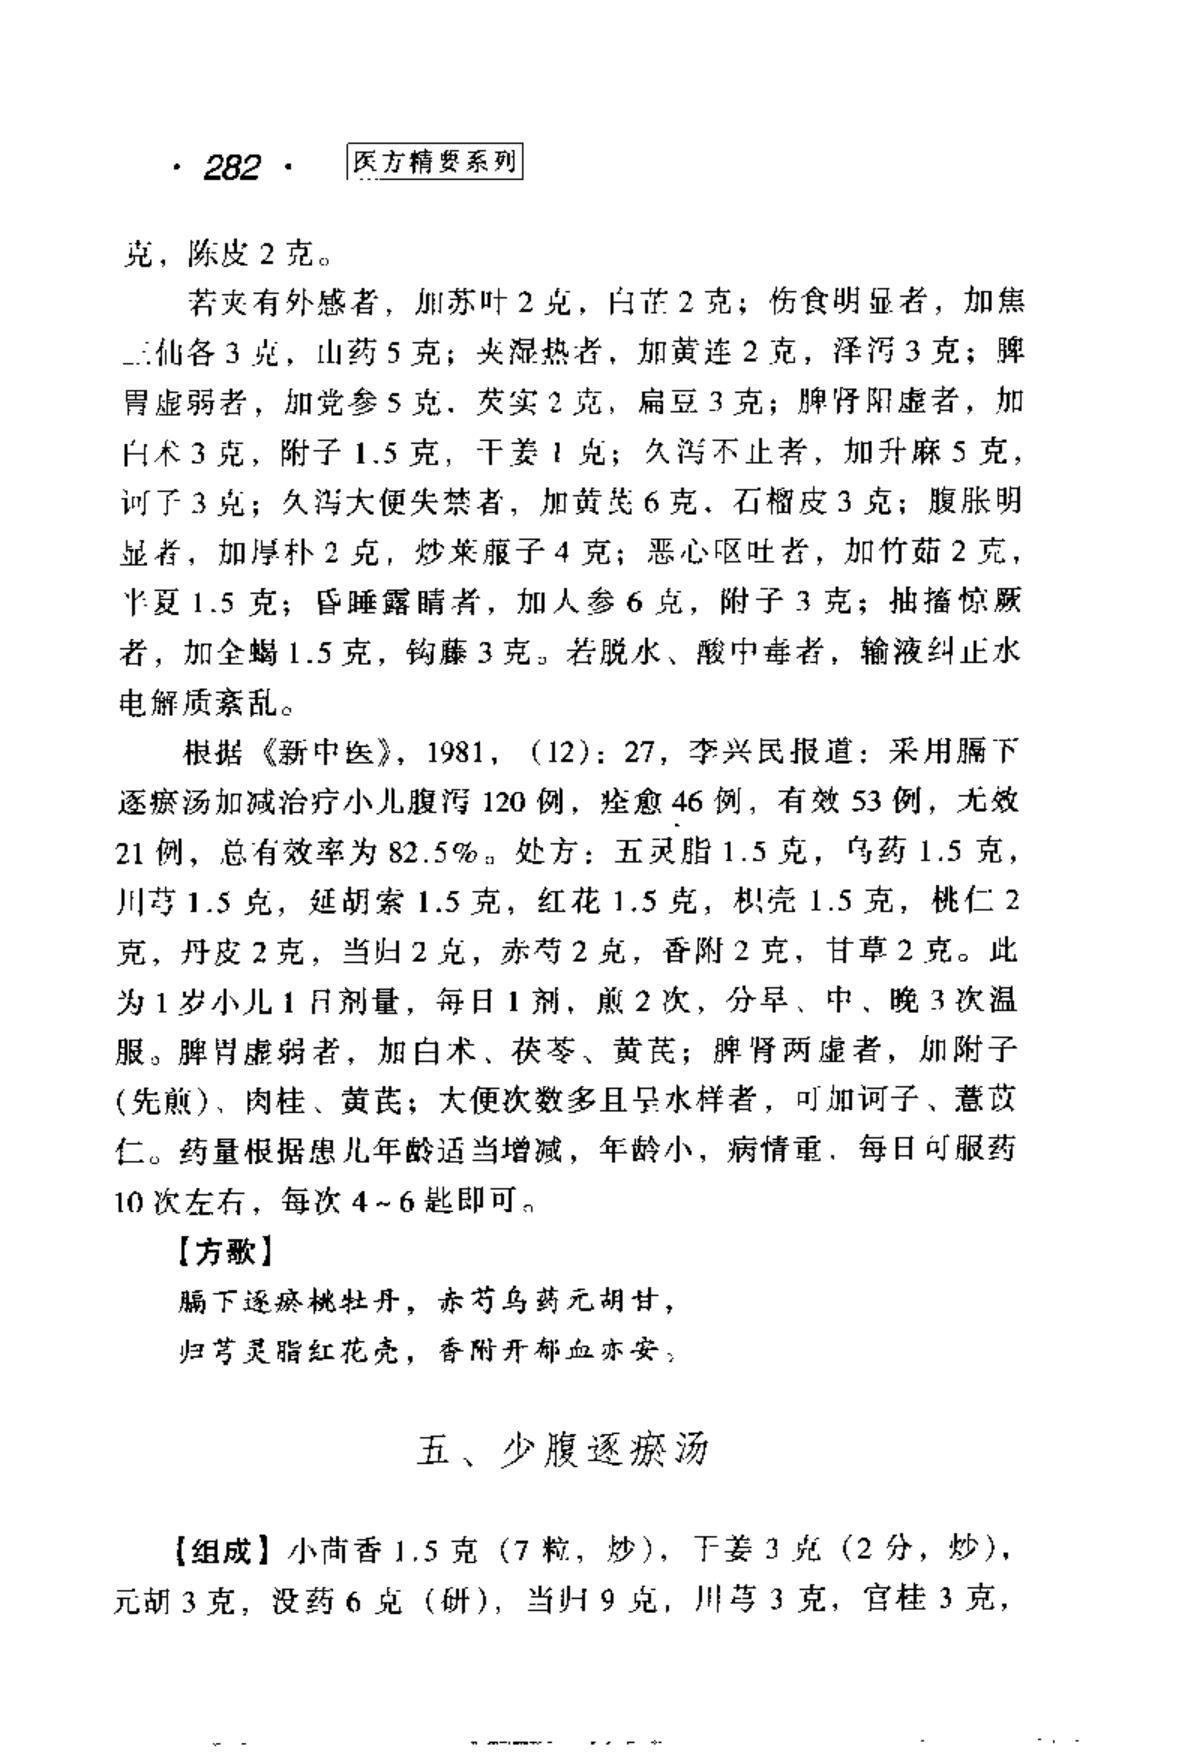 · 282 · 医方精要系列
克，陈皮 2 克。
若夹有外感者，加苏叶 2 克，白芷 2 克；伤食明显者，加焦
三仙各 3 克，山药 5 克；夹湿热者，加黄连 2 克，泽泻 3 克；脾
胃虚弱者，加党参 5 克，芡实 2 克，扁豆 3 克；脾肾阳虚者，加
白术 3 克，附子 1.5 克，干姜 1 克；久泻不止者，加升麻 5 克，
诃子 3 克；久泻大便失禁者，加黄芪 6 克，石榴皮 3 克；腹胀明
显者，加厚朴 2 克，炒莱菔子 4 克；恶心呕吐者，加竹茹 2 克，
半夏 1.5 克；昏睡露睛者，加人参 6 克，附子 3 克；抽搐惊厥
者，加全蝎 1.5 克，钩藤 3 克。若脱水、酸中毒者，输液纠正水
电解质紊乱。
根据《新中医》，1981，（12）：27，李兴民报道：采用膈下
逐瘀汤加减治疗小儿腹泻 120 例，痊愈 46 例，有效 53 例，无效
21 例，总有效率为 82.5%。处方：五灵脂 1.5 克，乌药 1.5 克，
川芎 1.5 克，延胡索 1.5 克，红花 1.5 克，枳壳 1.5 克，桃仁 2
克，丹皮 2 克，当归 2 克，赤芍 2 克，香附 2 克，甘草 2 克。此
为 1 岁小儿 1 日剂量，每日 1 剂，煎 2 次，分早、中、晚 3 次温
服。脾胃虚弱者，加白术、茯苓、黄芪；脾肾两虚者，加附子
(先煎)、肉桂、黄芪；大便次数多且呈水样者，可加诃子、薏苡
仁。药量根据患儿年龄适当增减，年龄小，病情重，每日可服药
10 次左右，每次 4~6 匙即可。
【方歌】
膈下逐瘀桃牡丹，赤芍乌药元胡甘，
归芎灵脂红花壳，香附开郁血亦安。
五、少腹逐瘀汤
【组成】小茴香 1.5 克（7 粒，炒），干姜 3 克（2 分，炒），
元胡 3 克，没药 6 克（研），当归 9 克，川芎 3 克，官桂 3 克，